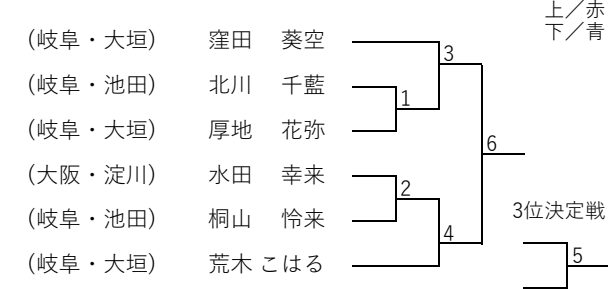 上／赤
下／青
(岐阜・大垣) 窪田 葵空
3
(岐阜・池田) 北川 千藍
1
(岐阜・大垣) 厚地 花弥
6
(大阪・淀川) 水田 幸来
2
(岐阜・池田) 桐山 怜来
3位決定戦
4
(岐阜・大垣) 荒木 こはる
5